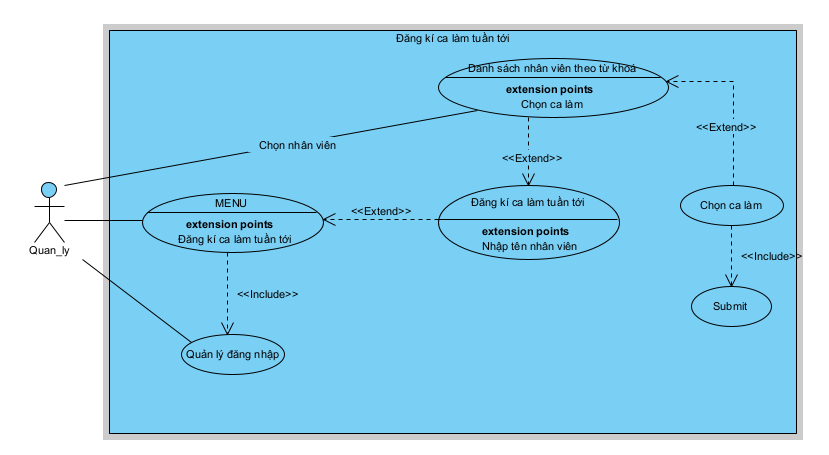 Đăng kí ca làm tuần tới
Danh sách nhân viên theo từ khoá
extension points
Chọn ca làm
<<Extend>>
Chọn nhân viên
<<Extend>>
MENU
extension points
Đăng kí ca làm tuần tới
<<Extend>>
Đăng kí ca làm tuần tới
extension points
Nhập tên nhân viên
Chọn ca làm
Quan_ly
<<Include>>
<<Include>>
Submit
Quản lý đăng nhập